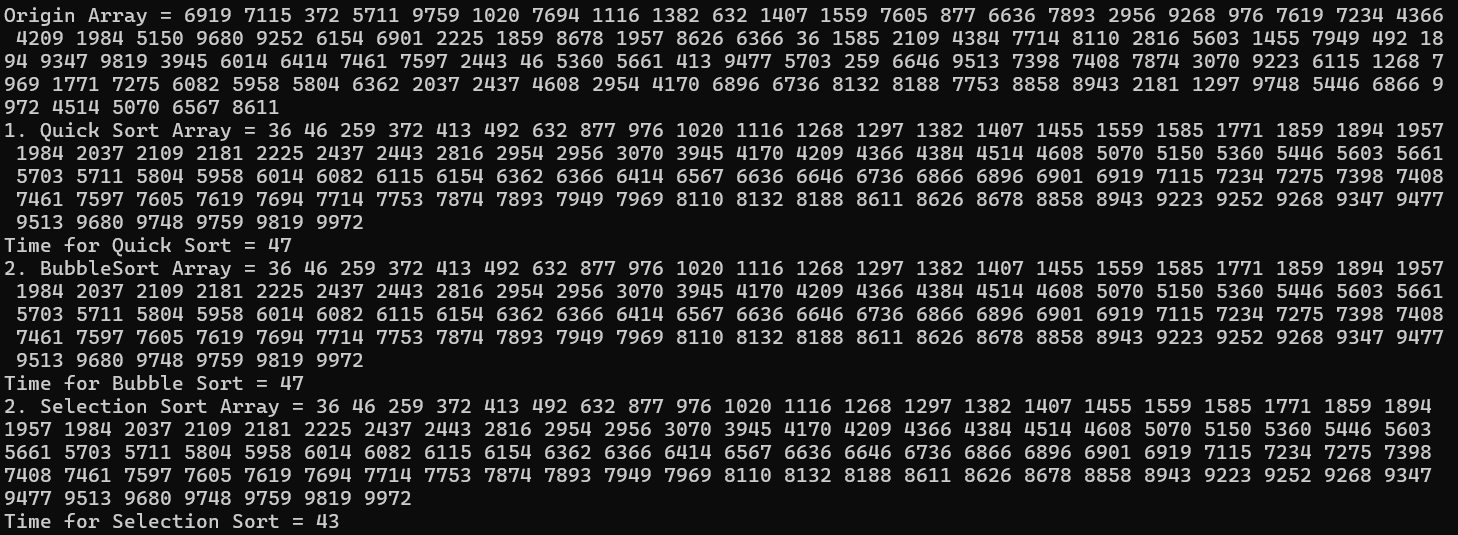 Origin Array = 6919 7115 372 5711 9759 1020 7694 1116 1382 632 1407 1559 7605 877 6636 7893 2956 9268 976 7619 7234 4366
4209 1984 5150 9680 9252 6154 6901 2225 1859 8678 1957 8626 6366 36 1585 2109 4384 7714 8110 2816 5603 1455 7949 492 18
94 9347 9819 3945 6014 6414 7461 7597 2443 46 5360 5661 413 9477 5703 259 6646 9513 7398 7408 7874 3070 9223 6115 1268 7
969 1771 7275 6082 5958 5804 6362 2037 2437 4608 2954 4170 6896 6736 8132 8188 7753 8858 8943 2181 1297 9748 5446 6866 9
972 4514 5070 6567 8611
1. Quick Sort Array = 36 46 259 372 413 492 632 877 976 1020 1116 1268 1297 1382 1407 1455 1559 1585 1771 1859 1894 1957
1984 2037 2109 2181 2225 2437 2443 2816 2954 2956 3070 3945 4170 4209 4366 4384 4514 4608 5070 5150 5360 5446 5603 5661
5703 5711 5804 5958 6014 6082 6115 6154 6362 6366 6414 6567 6636 6646 6736 6866 6896 6901 6919 7115 7234 7275 7398 7408
7461 7597 7605 7619 7694 7714 7753 7874 7893 7949 7969 8110 8132 8188 8611 8626 8678 8858 8943 9223 9252 9268 9347 9477
9513 9680 9748 9759 9819 9972
Time for Quick Sort = 47
2. BubbleSort Array = 36 46 259 372 413 492 632 877 976 1020 1116 1268 1297 1382 1407 1455 1559 1585 1771 1859 1894 1957
1984 2037 2109 2181 2225 2437 2443 2816 2954 2956 3070 3945 4170 4209 4366 4384 4514 4608 5070 5150 5360 5446 5603 5661
5703 5711 5804 5958 6014 6082 6115 6154 6362 6366 6414 6567 6636 6646 6736 6866 6896 6901 6919 7115 7234 7275 7398 7408
7461 7597 7605 7619 7694 7714 7753 7874 7893 7949 7969 8110 8132 8188 8611 8626 8678 8858 8943 9223 9252 9268 9347 9477
9513 9680 9748 9759 9819 9972
Time for Bubble Sort = 47
2. Selection Sort Array = 36 46 259 372 413 492 632 877 976 1020 1116 1268 1297 1382 1407 1455 1559 1585 1771 1859 1894
1957 1984 2037 2109 2181 2225 2437 2443 2816 2954 2956 3070 3945 4170 4209 4366 4384 4514 4608 5070 5150 5360 5446 5603
5661 5703 5711 5804 5958 6014 6082 6115 6154 6362 6366 6414 6567 6636 6646 6736 6866 6896 6901 6919 7115 7234 7275 7398
7408 7461 7597 7605 7619 7694 7714 7753 7874 7893 7949 7969 8110 8132 8188 8611 8626 8678 8858 8943 9223 9252 9268 9347
9477 9513 9680 9748 9759 9819 9972
Time for Selection Sort = 43